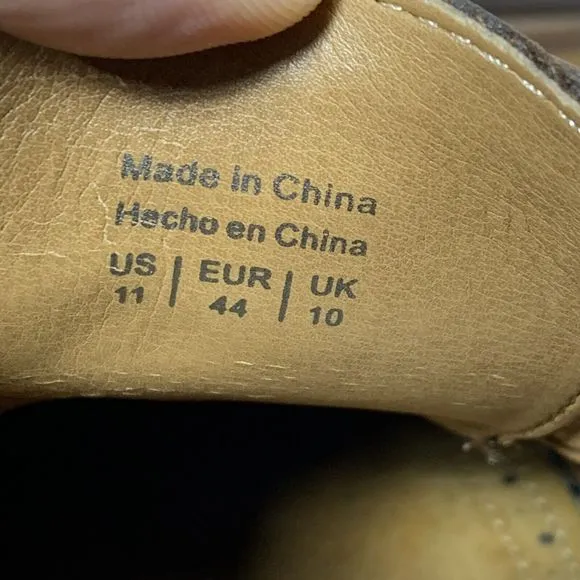 Made in China
Hecho en China
US | EUR | UK
11 | 44 | 10